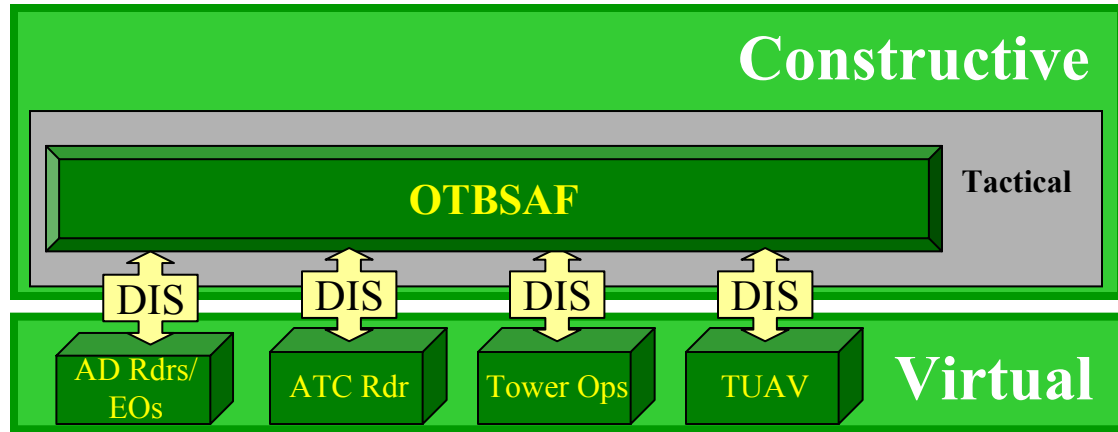 Constructive
Tactical
OTBSAF
DIS DIS DIS DIS
AD Rdrs/
EOs
ATC Rdr
Tower Ops
TUAV
Virtual